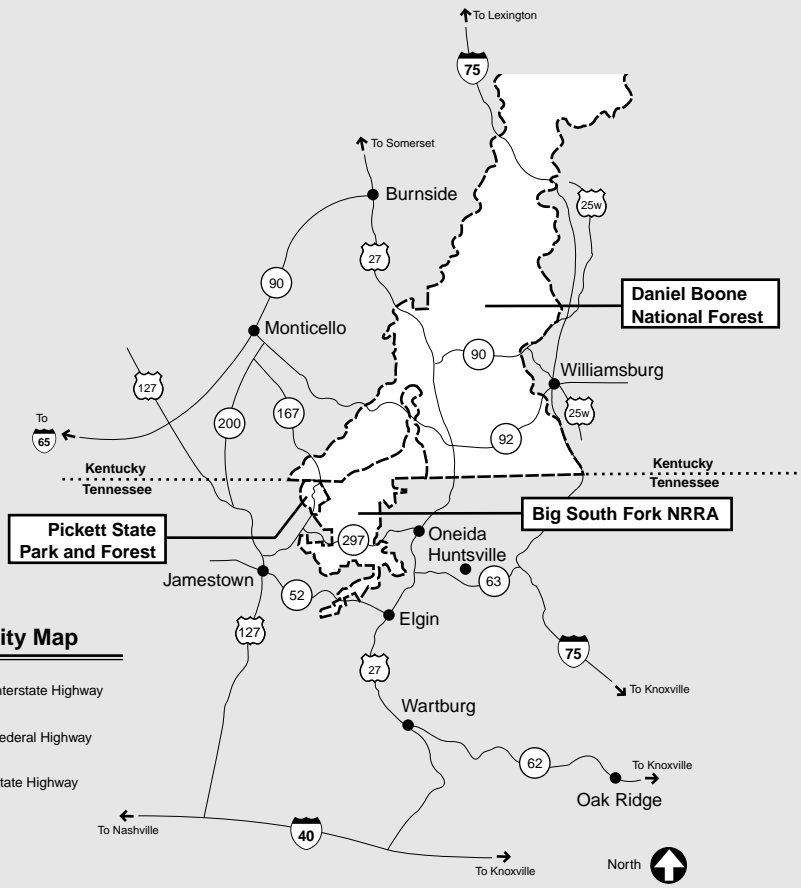 To Lexington
75
To Somerset
Burnside
25w
27
90
Daniel Boone
National Forest
Monticello
90
Williamsburg
127
167
200
25w
To
65
92
Kentucky
Tennessee
Kentucky
Tennessee
Pickett State
Park and Forest
Big South Fork NRRA
297
Oneida
Huntsville
Jamestown
63
52
Elgin
127
ity Map
75
27
nterstate Highway
To Knoxville
Wartburg
ederal Highway
62
To Knoxville
tate Highway
Oak Ridge
To Nashville
40
To Knoxville
North